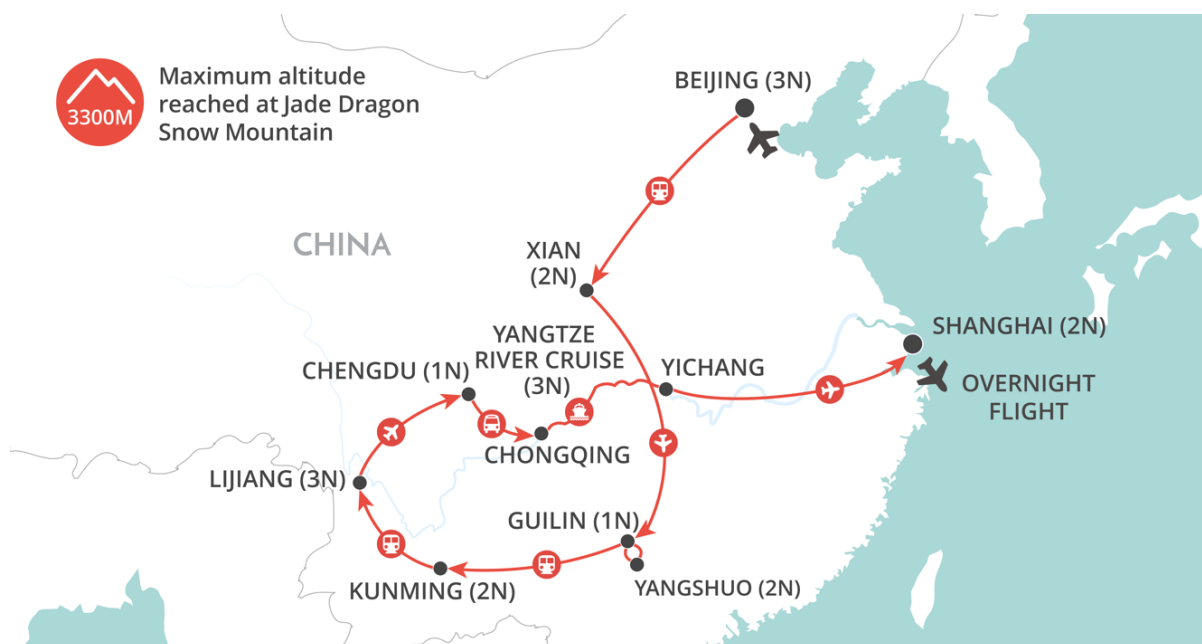 Maximum altitude
reached at Jade Dragon
Snow Mountain
3300M
BEIJING (3N)
CHINA
XIAN
(2N)
SHANGHAI (2N)
YANGTZE
RIVER CRUISE
(3N)
YICHANG
CHENGDU (1N)
OVERNIGHT
FLIGHT
CHONGQING
LIJIANG (3N)
GUILIN (1N)
KUNMING (2N)
YANGSHUO (2N)